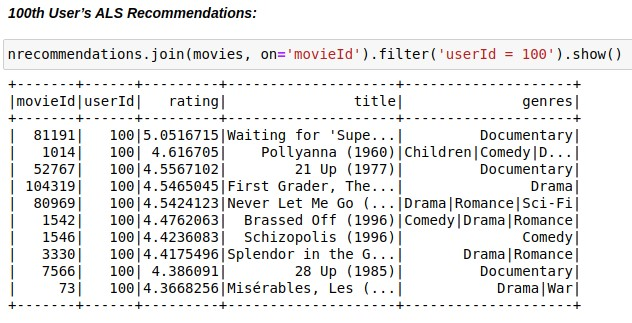 100th User's ALS Recommendations:
nrecommendations.join(movies, on='movieId').filter('userId = 100').show()
+-------+------+---------+--------------------+--------------------+
|movieId|userId|   rating|               title|              genres|
+-------+------+---------+--------------------+--------------------+
|  81191|   100|5.0516715|Waiting for 'Supe...|         Documentary|
|   1014|   100| 4.616705|    Pollyanna (1960)|Children|Comedy|D...|
|  52767|   100|4.5567102|        21 Up (1977)|         Documentary|
| 104319|   100|4.5465045|First Grader, The...|               Drama|
|  80969|   100|4.5424123|Never Let Me Go (...|Drama|Romance|Sci-Fi|
|   1542|   100|4.4762063|  Brassed Off (1996)|Comedy|Drama|Romance|
|   1546|   100|4.4236083|  Schizopolis (1996)|              Comedy|
|   3330|   100|4.4175496|Splendor in the G...|       Drama|Romance|
|   7566|   100| 4.386091|        28 Up (1985)|         Documentary|
|     73|   100|4.3668256|Misérables, Les (...|           Drama|War|
+-------+------+---------+--------------------+--------------------+